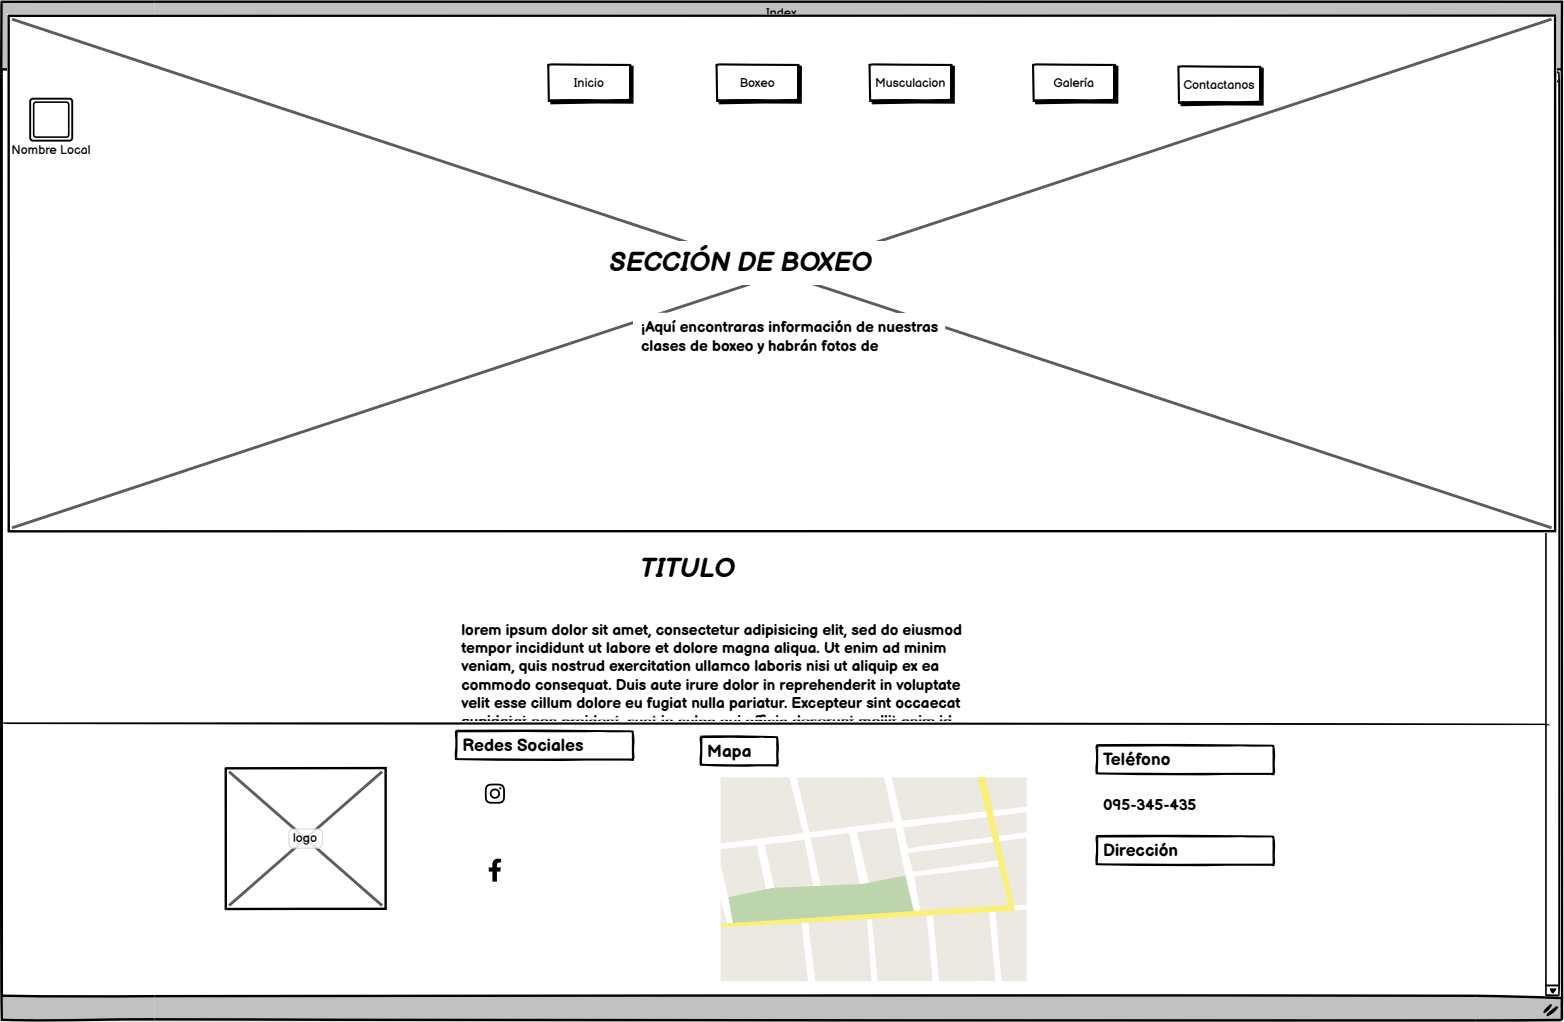 Index
Inicio
Boxeo
Musculacion
Galería
Contactanos
Nombre Local
SECCIÓN DE BOXEO
¡Aquí encontraras información de nuestras
clases de boxeo y habrán fotos de
TITULO
lorem ipsum dolor sit amet, consectetur adipisicing elit, sed do eiusmod
tempor incididunt ut labore et dolore magna aliqua. Ut enim ad minim
veniam, quis nostrud exercitation ullamco laboris nisi ut aliquip ex ea
commodo consequat. Duis aute irure dolor in reprehenderit in voluptate
velit esse cillum dolore eu fugiat nulla pariatur. Excepteur sint occaecat
Redes Sociales
Mapa
Teléfono
095-345-435
Dirección
logo